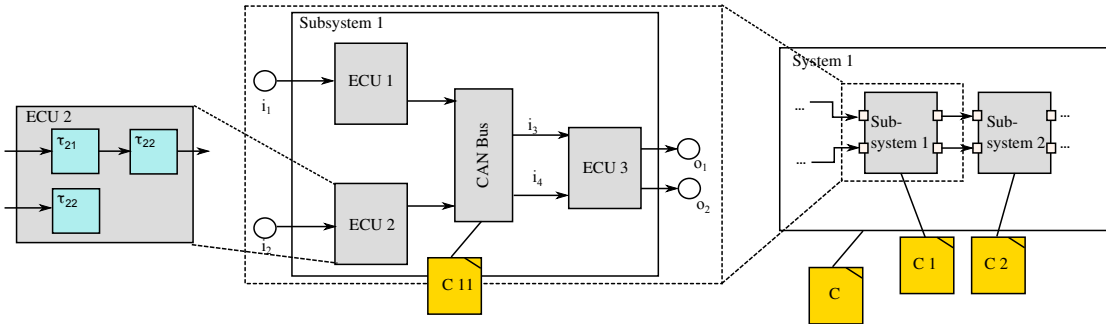 ECU 2
τ21
τ22
τ22
Subsystem 1
i1
ECU 1
i2
ECU 2
CAN Bus
i3
i4
ECU 3
o1
o2
C 11
System 1
...
...
Sub-
system 1
Sub-
system 2
...
...
C
C 1
C 2